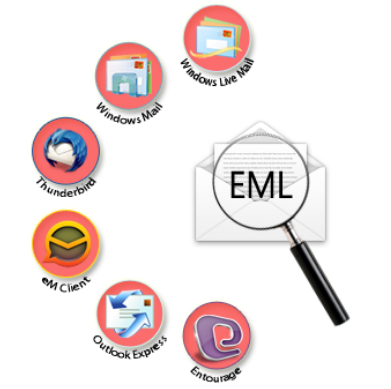 Windows Live Mail
Windows Mail
Thunderbird
EML
eM Client
Outlook Express
Entourage